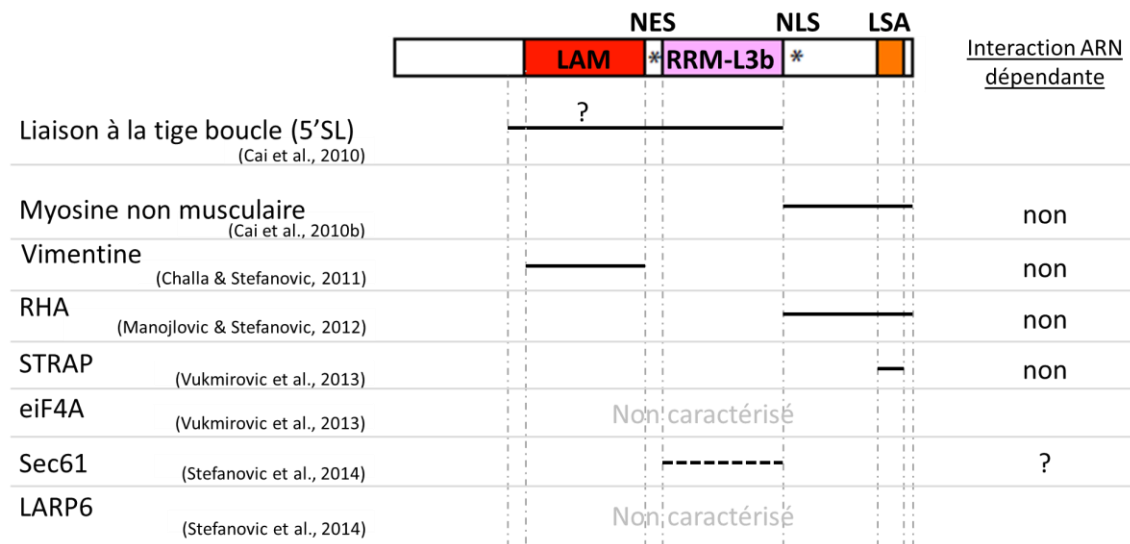 NES NLS LSA
LAM * RRM-L3b *
Interaction ARN
dépendante
?
Liaison à la tige boucle (5'SL)
(Cai et al., 2010)
Myosine non musculaire
(Cai et al., 2010b)
non
Vimentine
(Challa & Stefanovic, 2011)
non
RHA
(Manojlovic & Stefanovic, 2012)
non
STRAP
(Vukmirovic et al., 2013)
non
eiF4A
(Vukmirovic et al., 2013)
Non caractérisé
Sec61
(Stefanovic et al., 2014)
?
LARP6
(Stefanovic et al., 2014)
Non caractérisé